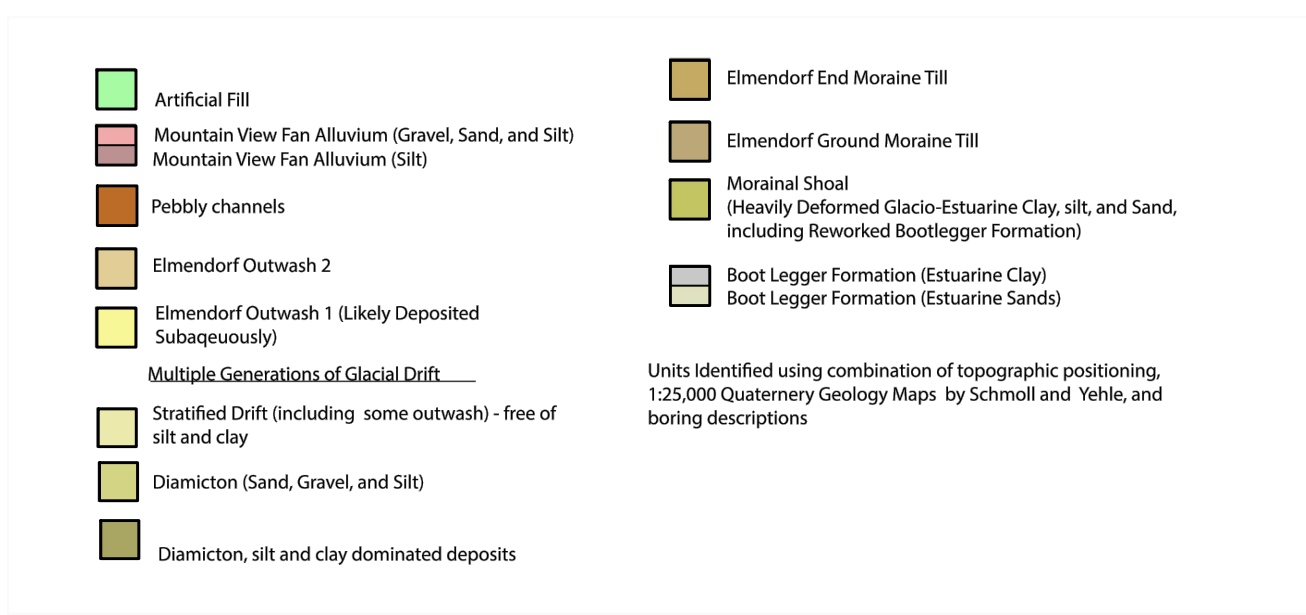 Artificial Fill
Mountain View Fan Alluvium (Gravel, Sand, and Silt)
Mountain View Fan Alluvium (Silt)
Pebbly channels
Elmendorf Outwash 2
Elmendorf Outwash 1 (Likely Deposited
Subaqeuously)
Multiple Generations of Glacial Drift
Stratified Drift (including some outwash) - free of
silt and clay
Diamicton (Sand, Gravel, and Silt)
Diamicton, silt and clay dominated deposits
Elmendorf End Moraine Till
Elmendorf Ground Moraine Till
Morainal Shoal
(Heavily Deformed Glacio-Estuarine Clay, silt, and Sand,
including Reworked Bootlegger Formation)
Boot Legger Formation (Estuarine Clay)
Boot Legger Formation (Estuarine Sands)
Units Identified using combination of topographic positioning,
1:25,000 Quaternery Geology Maps by Schmoll and Yehle, and
boring descriptions